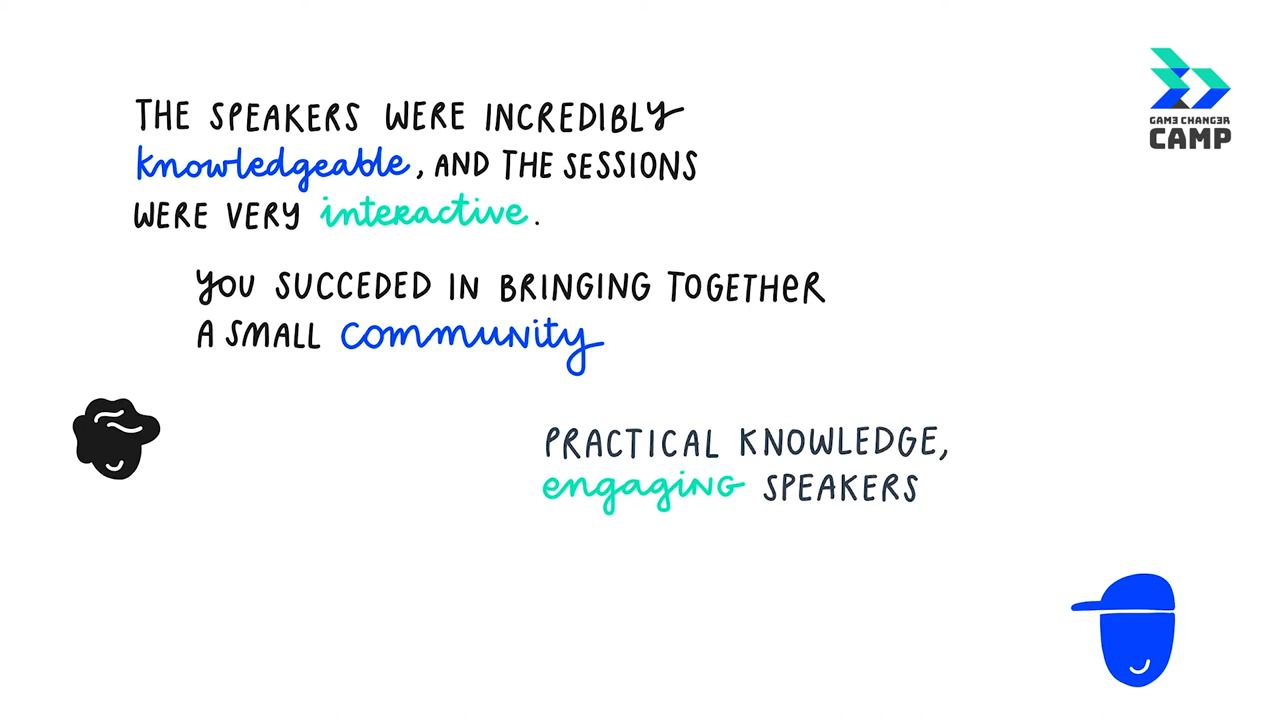 THE SPEAKERS WERE INCREDIBLY
knowledgeable, AND THE SESSIONS
WERE VERY interactive.
YOU SUCCEDED IN BRINGING TOGETHER
A SMALL community
PRACTICAL KNOWLEDGE,
engaging SPEAKERS
GAME CHANGER
CAMP